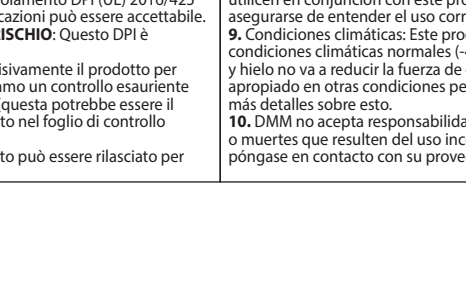 olamento DPI (UE) 2016/425
cazioni può essere accettabile.
RISCHIO: Questo DPI è
sivamente il prodotto per
amo un controllo esauriente
questa potrebbe essere il
to nel foglio di controllo
to può essere rilasciato per
utilicen en conjunción con este pro
asegurarse de entender el uso corr
9. Condiciones climáticas: Este proc
condiciones climáticas normales (-4
y hielo no va a reducir la fuerza de
apropiado en otras condiciones pe
más detalles sobre esto.
10. DMM no acepta responsabilida
o muertes que resulten del uso inc
póngase en contacto con su prove